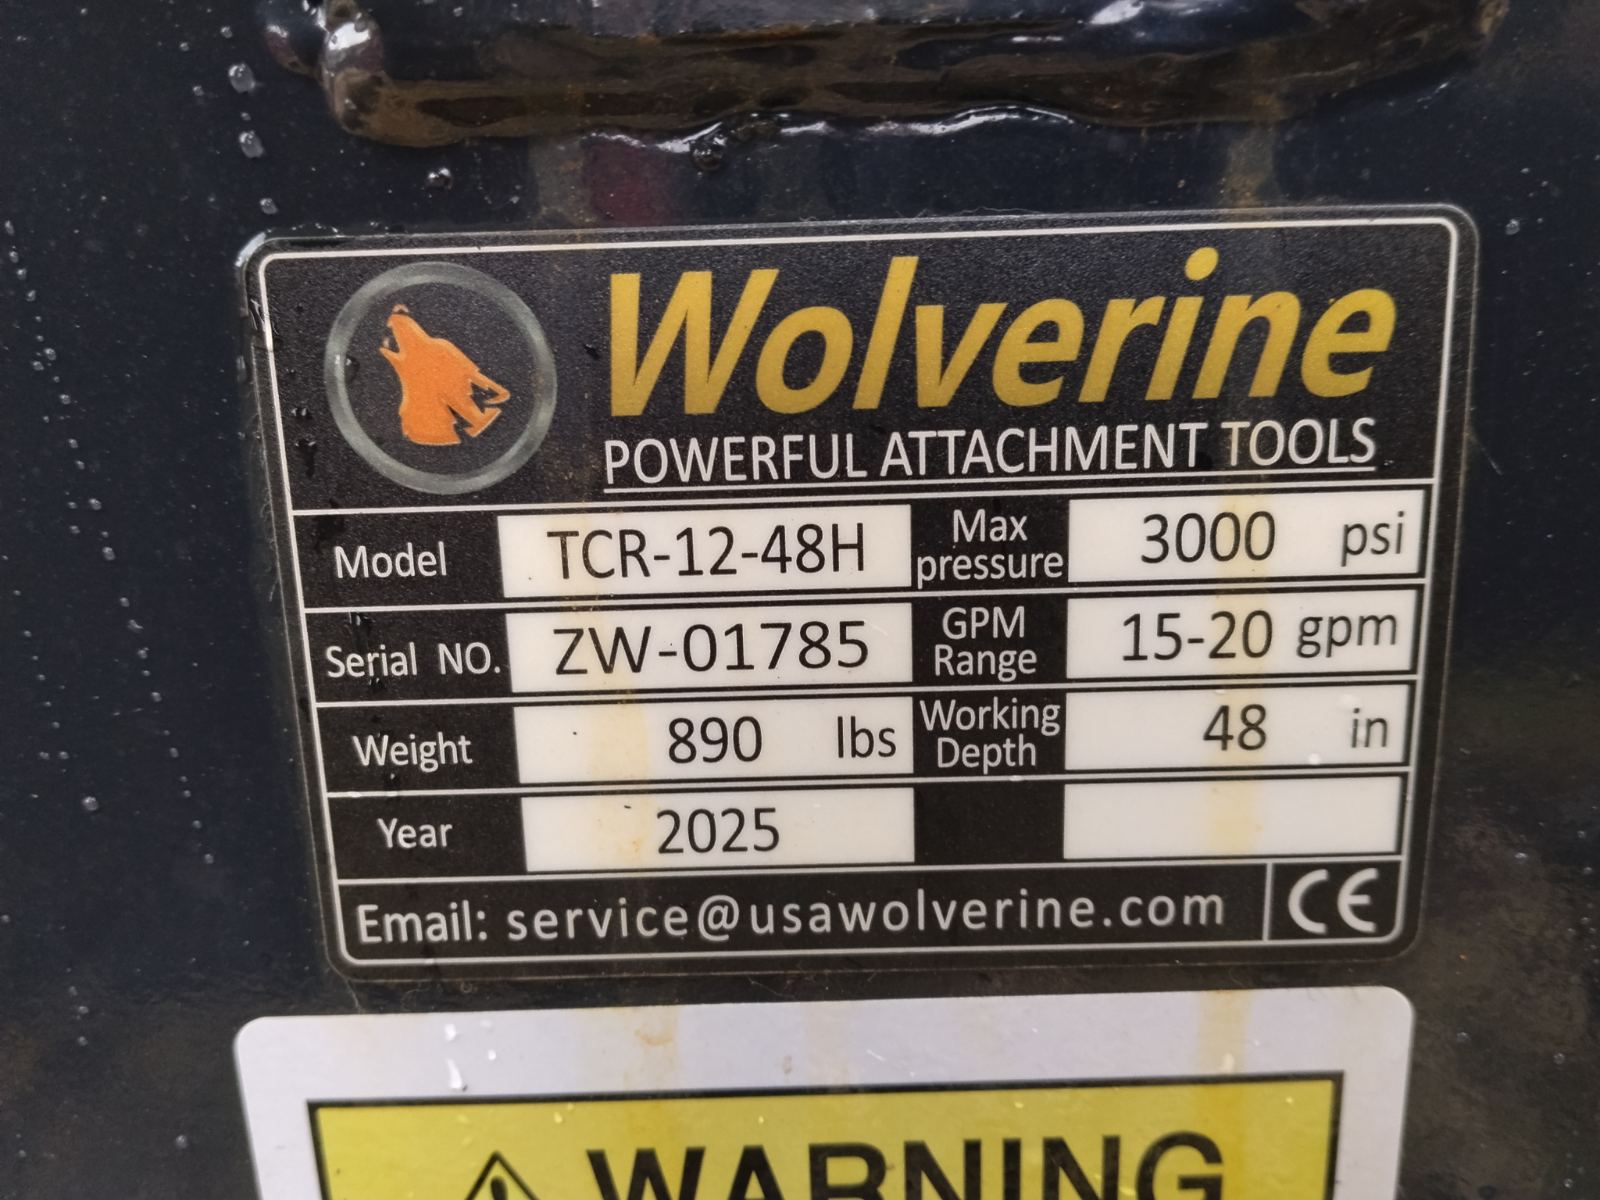 Wolverine
POWERFUL ATTACHMENT TOOLS
Model TCR-12-48H Max pressure 3000 psi
Serial NO. ZW-01785 GPM Range 15-20 gpm
Weight 890 lbs Working Depth 48 in
Year 2025
Email: service@usawolverine.com CE
WARNING